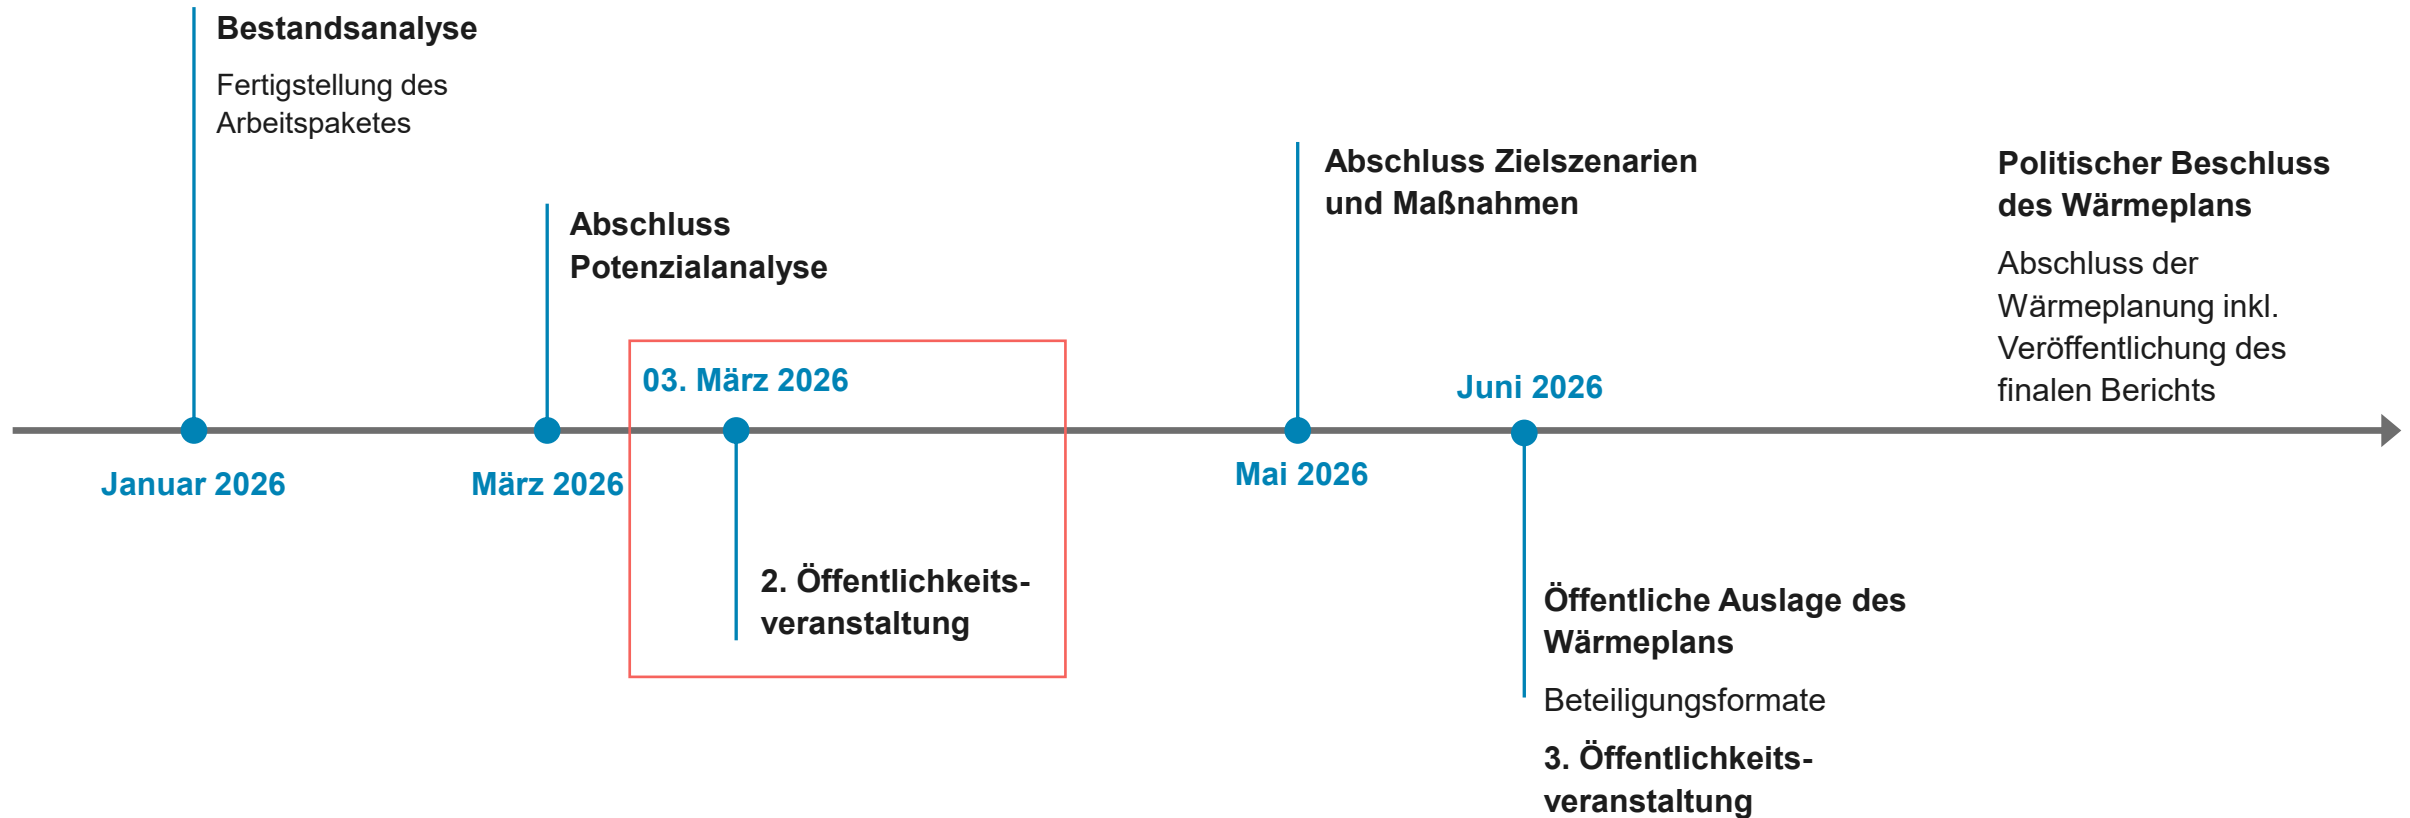 Bestandsanalyse
Fertigstellung des
Arbeitspaketes
Januar 2026
Abschluss
Potenzialanalyse
März 2026
03. März 2026
2. Öffentlichkeits-
veranstaltung
Abschluss Zielszenarien
und Maßnahmen
Mai 2026
Juni 2026
Öffentliche Auslage des
Wärmeplans
Beteiligungsformate
3. Öffentlichkeits-
veranstaltung
Politischer Beschluss
des Wärmeplans
Abschluss der
Wärmeplanung inkl.
Veröffentlichung des
finalen Berichts